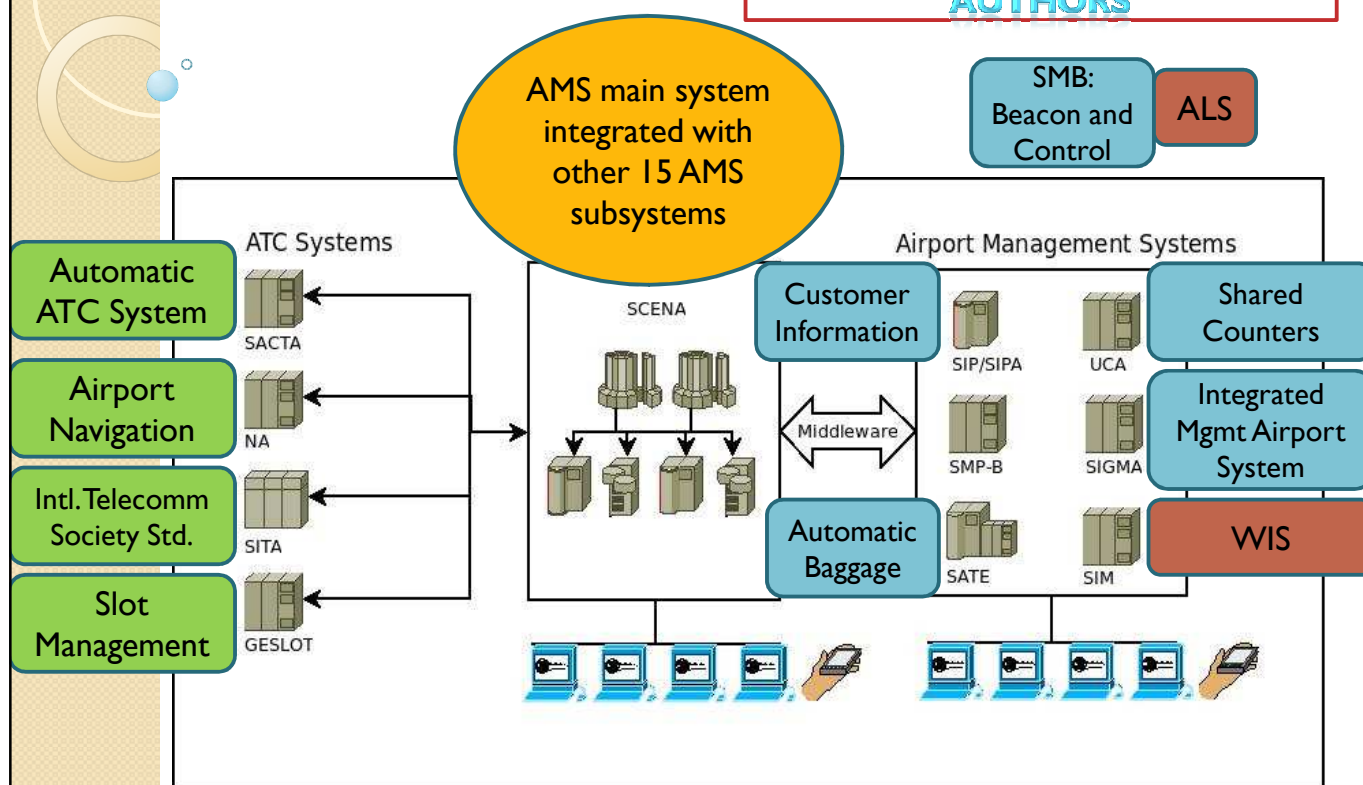 AUTHORS
AMS main system
integrated with
other 15 AMS
subsystems
SMB:
Beacon and
Control
ALS
ATC Systems
Airport Management Systems
Automatic
ATC System
SACTA
Airport
Navigation
NA
Intl.Telecomm
Society Std.
SITA
Slot
Management
GESLOT
SCENA
Middleware
Customer
Information
SIP/SIPA
UCA
Shared
Counters
SMP-B
SIGMA
Integrated
Mgmt Airport
System
Automatic
Baggage
SATE
SIM
WIS